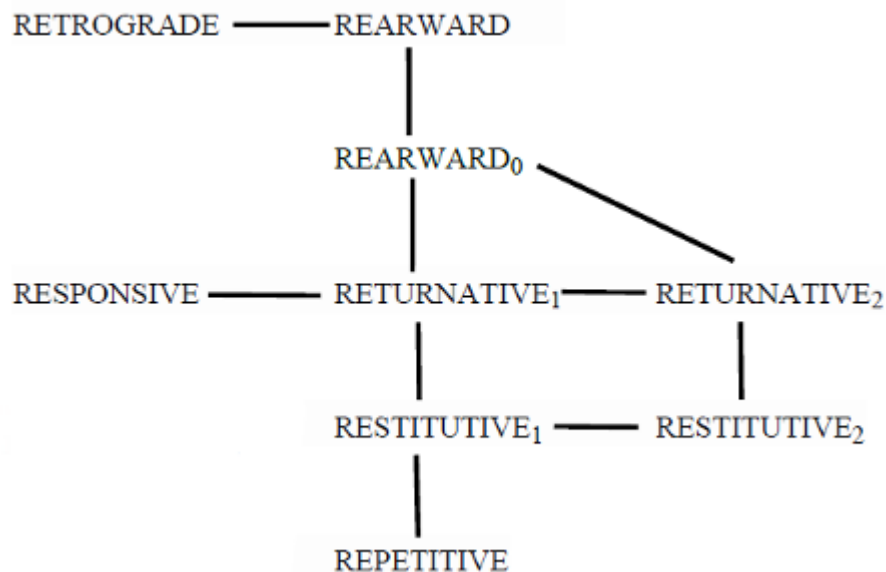 RETROGRADE REARWARD
REARWARD₀
RESPONSIVE RETURNATIVE₁ RETURNATIVE₂
RESTITUTIVE₁ RESTITUTIVE₂
REPETITIVE